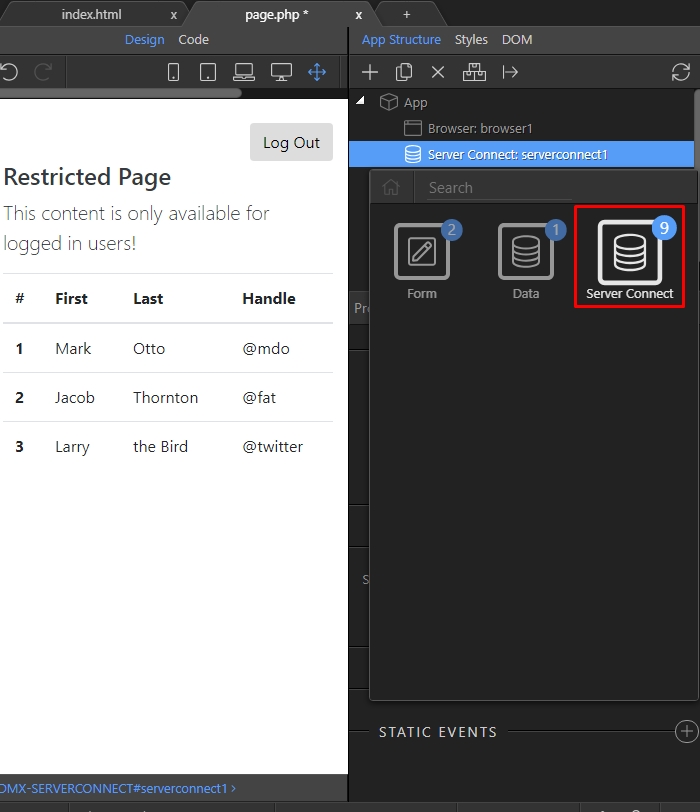 index.html x page.php * x +
Design Code
App Structure Styles DOM
App
Browser: browser1
Server Connect: serverconnect1
Search
2 1 9
Form Data Server Connect
Log Out
Restricted Page
This content is only available for
logged in users!
# First Last Handle
1 Mark Otto @mdo
2 Jacob Thornton @fat
3 Larry the Bird @twitter
Pr
S
STATIC EVENTS
DMX-SERVERCONNECT#serverconnect1 ›